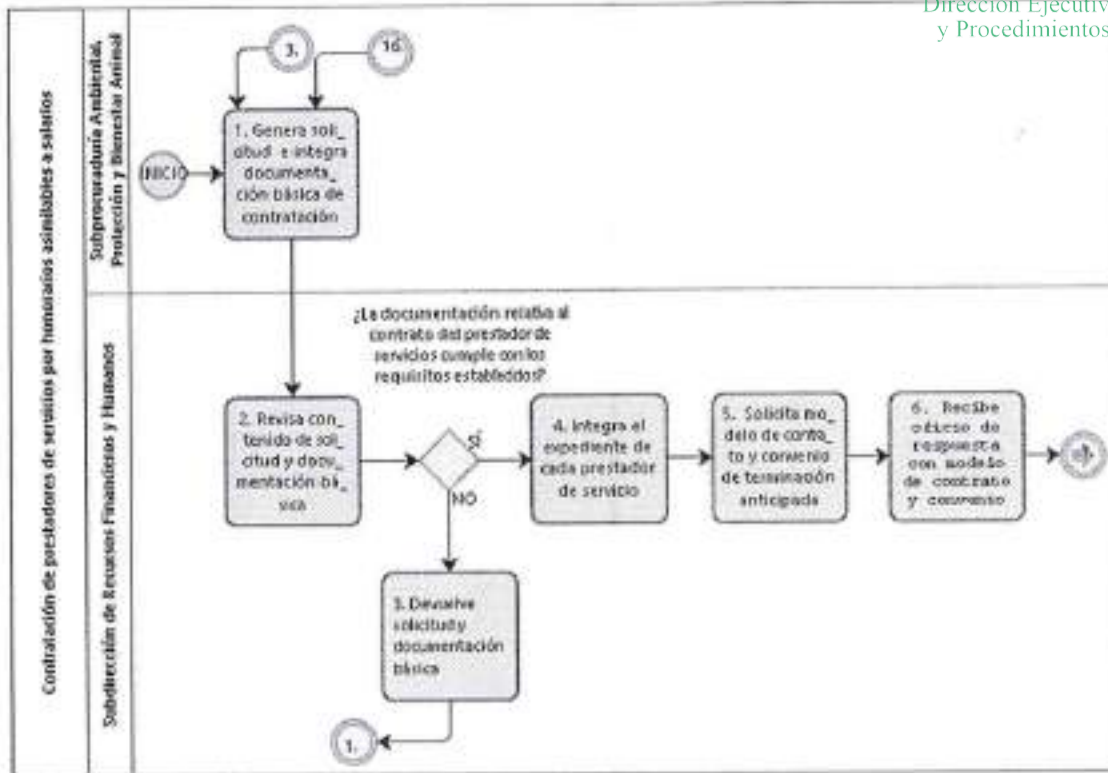 Dirección Ejecutiv
y Procedimientos
Contratación de prestadores de servicios por honorarios asimilables a salarios
Subprocuraduría Ambiental,
Protección y Bienestar Animal
3.
16.
INICIO
1. Genera soli_
citud e integra
documenta_
ción básica de
contratación
Subdirección de Recursos Financieros y Humanos
¿La documentación relativa al
contrato del prestador de
servicios cumple con los
requisitos establecidos?
2. Revisa con_
tenido de soli_
citud y docu_
mentación bá_
sica
SÍ
NO
4. Integra el
expediente de
cada prestador
de servicio
5. Solicita mo_
delo de contra_
to y convenio
de terminación
anticipada
6. Recibe
oficio de
respuesta
con modelo
de contrato
y convenio
3. Devuelve
solicitud y
documentación
básica
1.